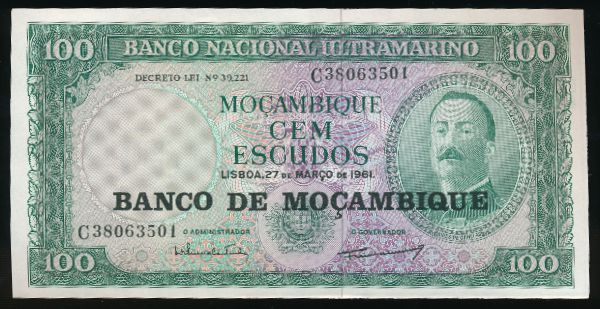 100 BANCO NACIONAL ULTRAMARINO 100
DECRETO LEI Nº 39.221 C38063501
MOÇAMBIQUE
CEM
ESCUDOS
LISBOA, 27 DE MARÇO DE 1961.
BANCO DE MOÇAMBIQUE
C38063501 O ADMINISTRADOR O GOVERNADOR
100 100